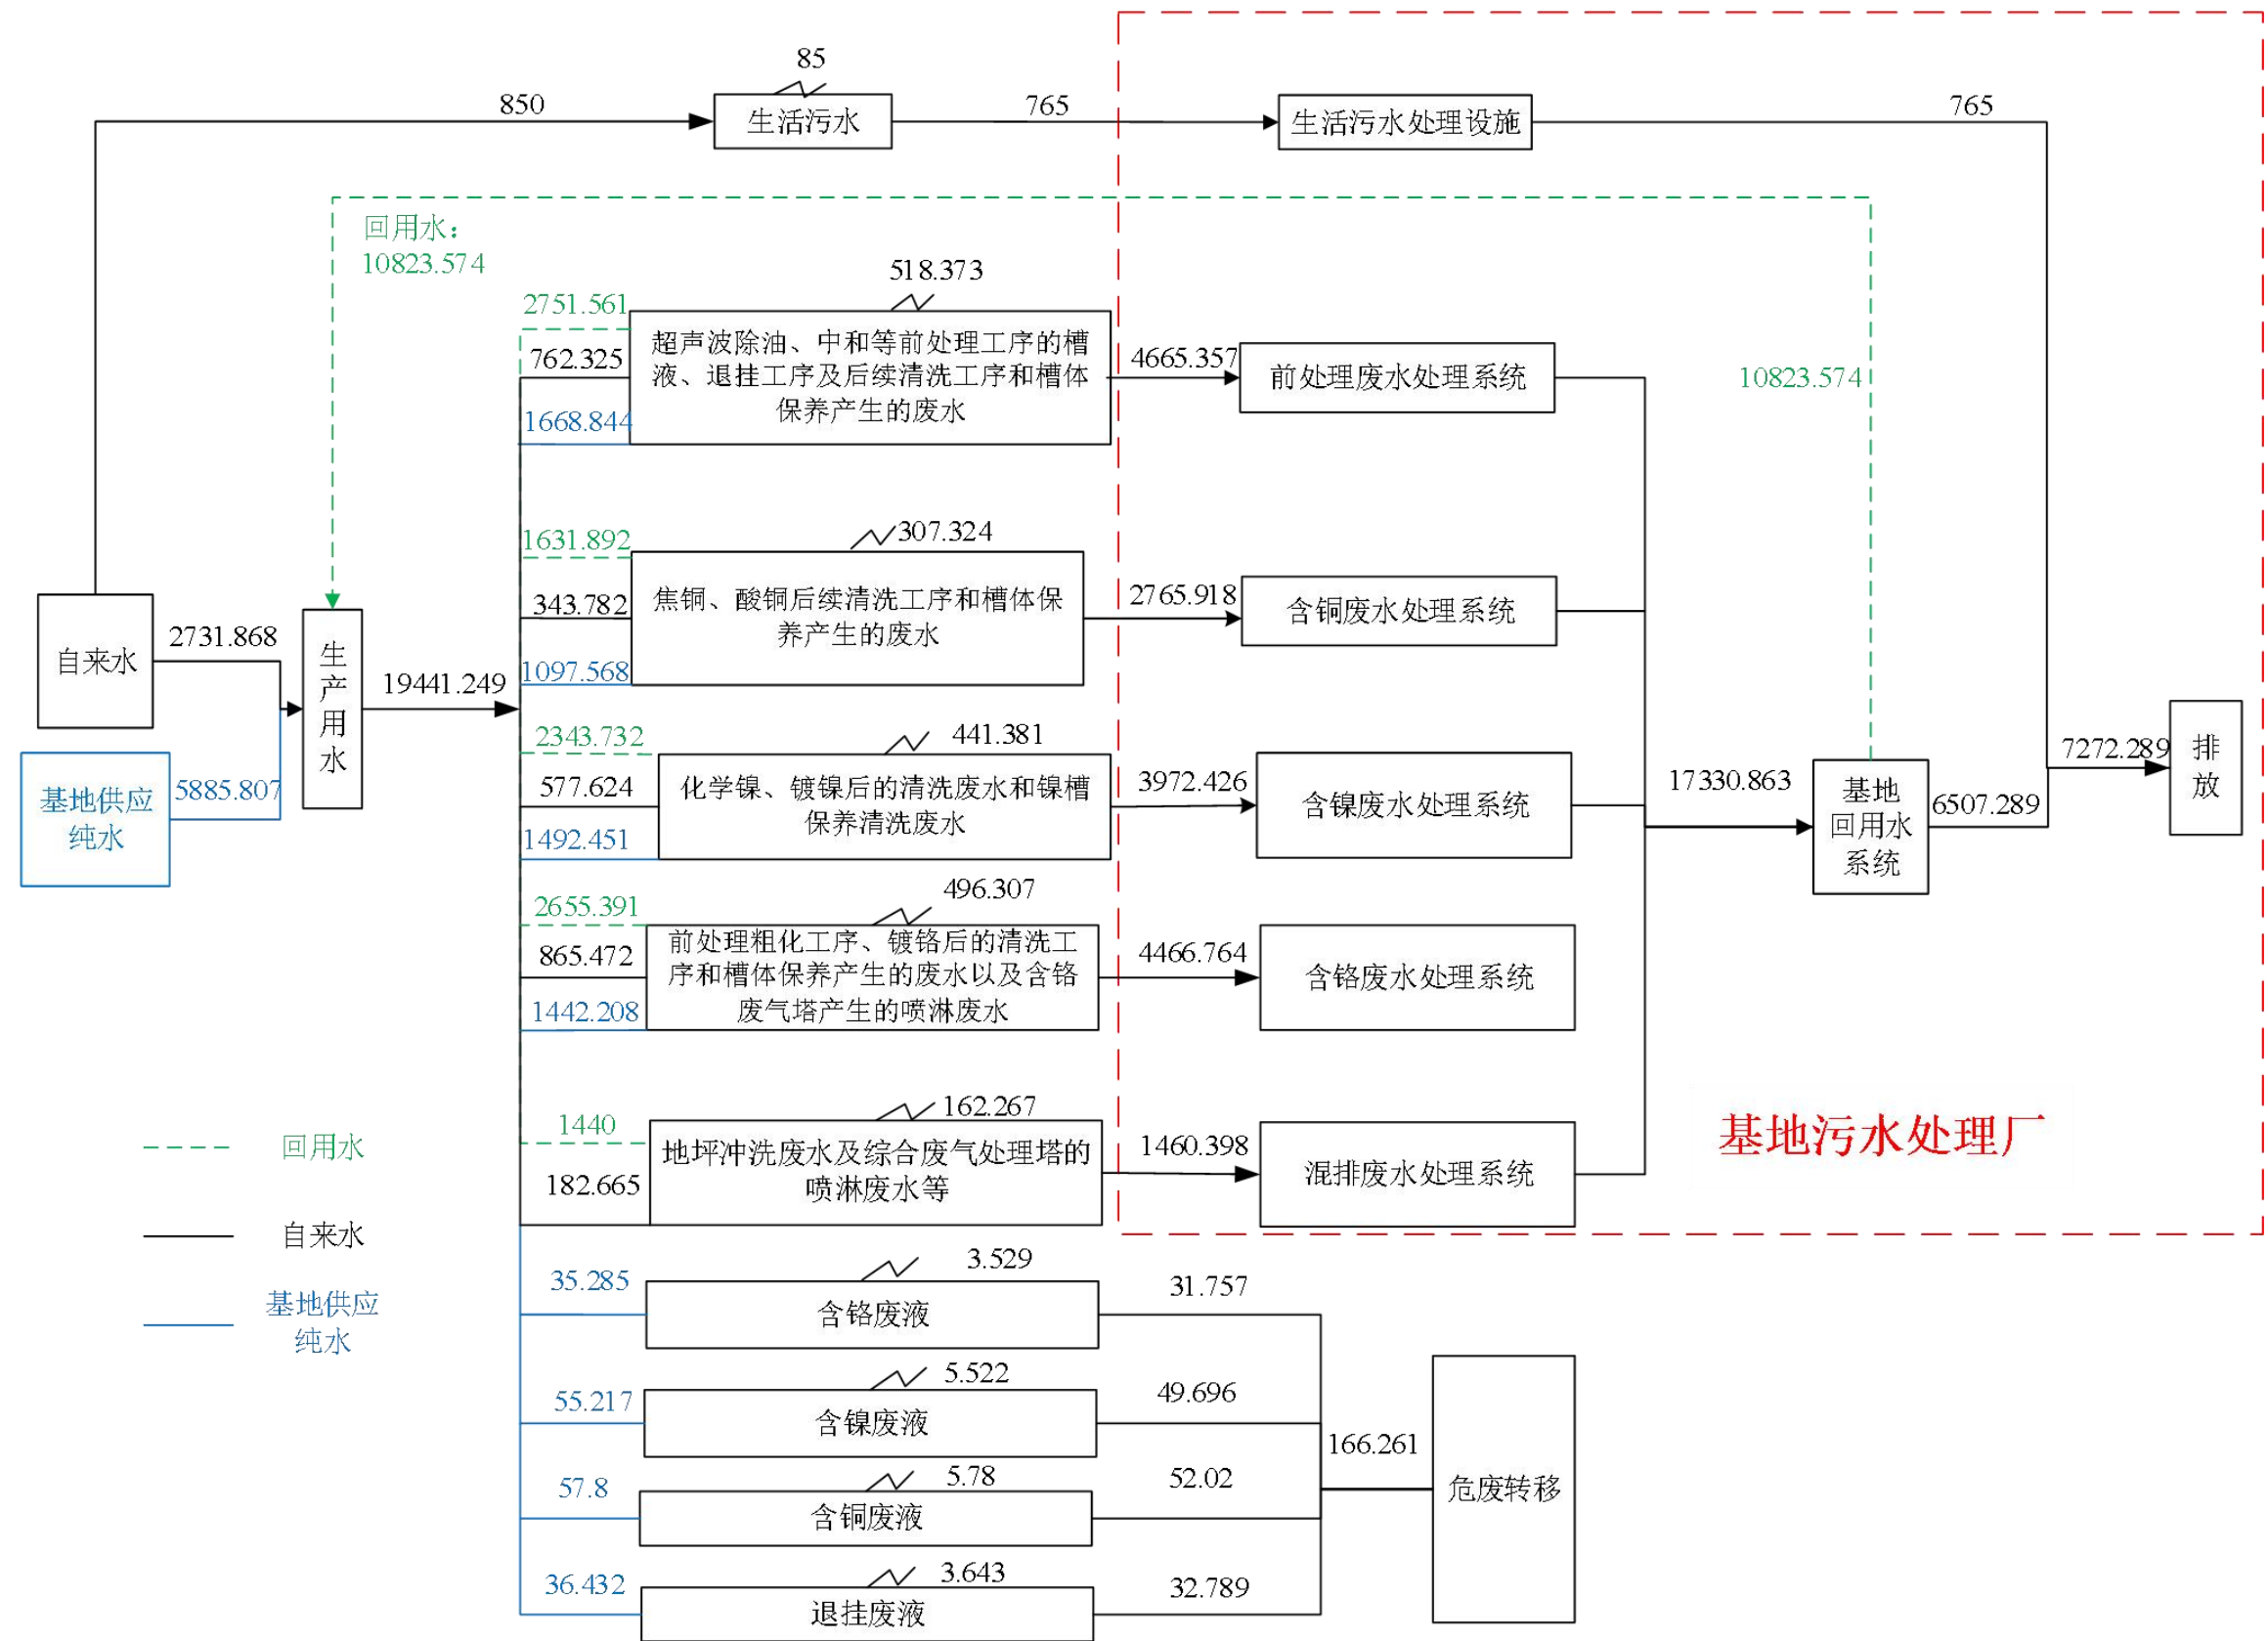 85
850
生活污水
765
生活污水处理设施
765
回用水：
10823.574
518.373
2751.561
762.325
1668.844
超声波除油、中和等前处理工序的槽
液、退挂工序及后续清洗工序和槽体
保养产生的废水
4665.357
前处理废水处理系统
10823.574
307.324
1631.892
343.782
1097.568
焦铜、酸铜后续清洗工序和槽体保
养产生的废水
2765.918
含铜废水处理系统
自来水
2731.868
生
产
用
水
19441.249
基地供应
纯水
5885.807
441.381
2343.732
577.624
1492.451
化学镍、镀镍后的清洗废水和镍槽
保养清洗废水
3972.426
含镍废水处理系统
17330.863
基地
回用水
系统
6507.289
7272.289
排
放
496.307
2655.391
865.472
1442.208
前处理粗化工序、镀铬后的清洗工
序和槽体保养产生的废水以及含铬
废气塔产生的喷淋废水
4466.764
含铬废水处理系统
162.267
1440
182.665
地坪冲洗废水及综合废气处理塔的
喷淋废水等
1460.398
混排废水处理系统
基地污水处理厂
回用水
自来水
基地供应
纯水
3.529
35.285
含铬废液
31.757
5.522
55.217
含镍废液
49.696
5.78
57.8
含铜废液
52.02
3.643
36.432
退挂废液
32.789
166.261
危废转移